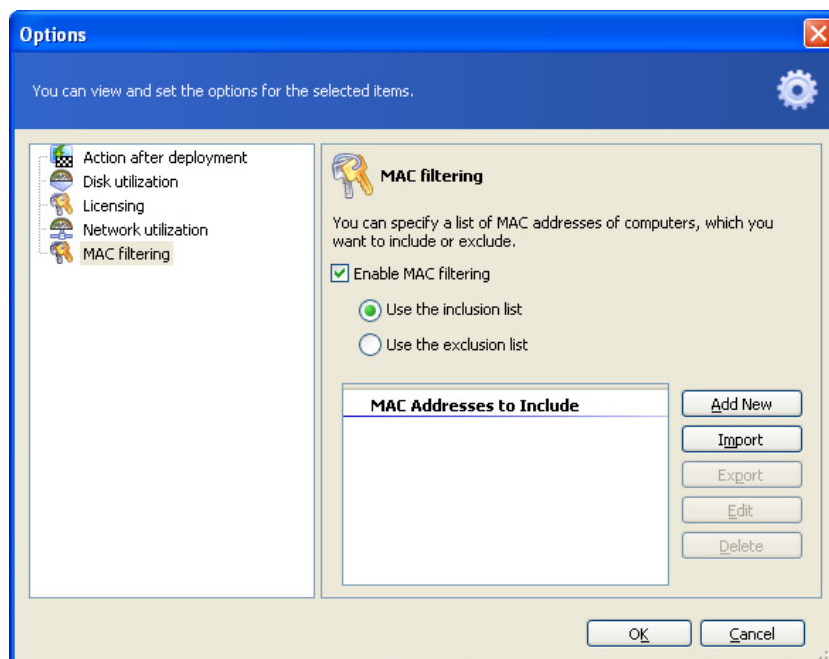 Options
You can view and set the options for the selected items.
Action after deployment
Disk utilization
Licensing
Network utilization
MAC filtering
MAC filtering
You can specify a list of MAC addresses of computers, which you
want to include or exclude.
Enable MAC filtering
Use the inclusion list
Use the exclusion list
MAC Addresses to Include
Add New
Import
Export
Edit
Delete
OK
Cancel